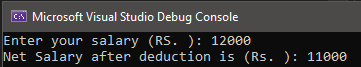 Microsoft Visual Studio Debug Console
Enter your salary (RS. ): 12000
Net Salary after deduction is (Rs. ): 11000